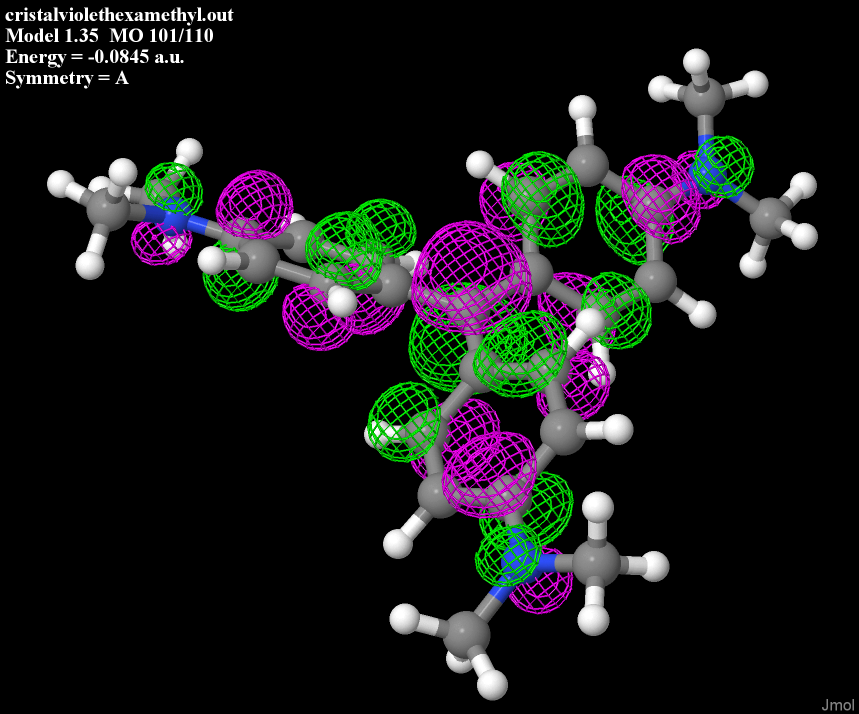 cristalviolethexamethyl.out
Model 1.35  MO 101/110
Energy = -0.0845 a.u.
Symmetry = A
Jmol